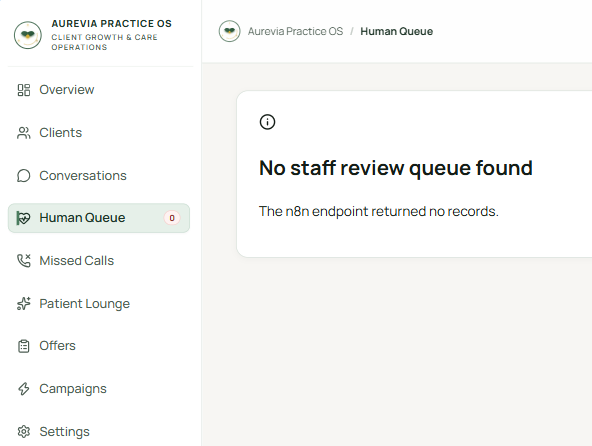 AUREVIA PRACTICE OS
CLIENT GROWTH & CARE
OPERATIONS
Overview
Clients
Conversations
Human Queue 0
Missed Calls
Patient Lounge
Offers
Campaigns
Settings
Aurevia Practice OS / Human Queue
No staff review queue found
The n8n endpoint returned no records.